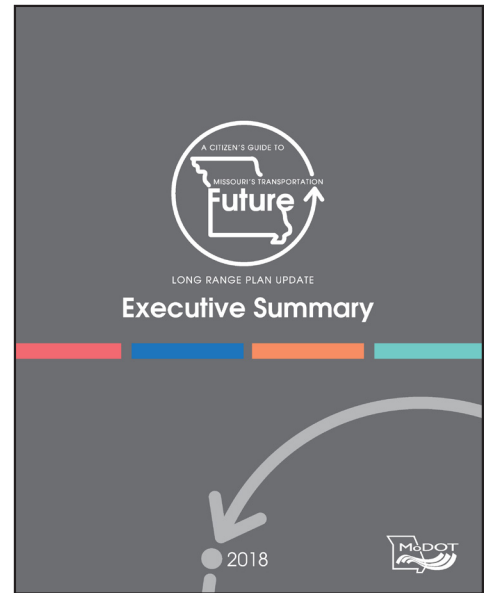 A CITIZEN'S GUIDE TO
MISSOURI'S TRANSPORTATION
Future
LONG RANGE PLAN UPDATE
Executive Summary
2018
MoDOT